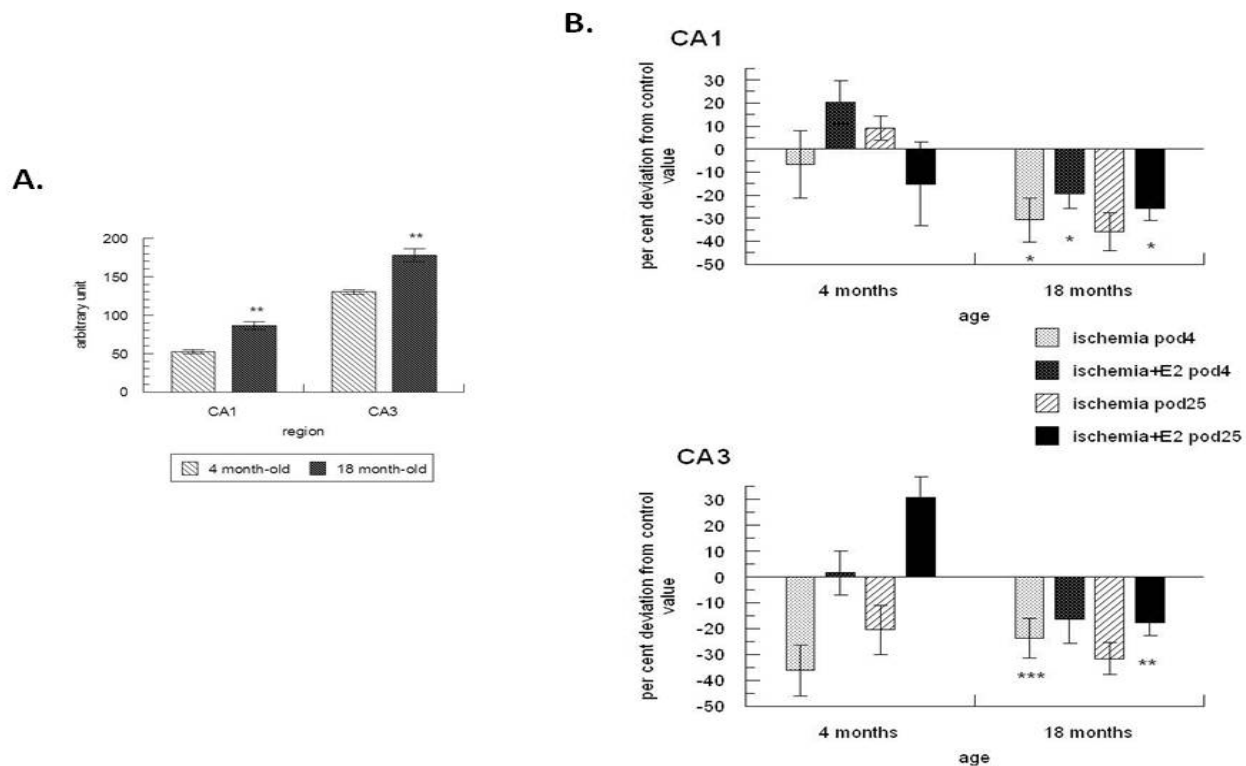 A.
200
150
100
50
0
arbitrary unit
**
**
CA1
CA3
region
4 month-old
18 month-old
B.
CA1
30
20
10
0
-10
-20
-30
-40
-50
per cent deviation from control
value
*
*
*
4 months
18 months
age
ischemia pod4
ischemia+E2 pod4
ischemia pod25
ischemia+E2 pod25
CA3
30
20
10
0
-10
-20
-30
-40
-50
per cent deviation from control
value
***
**
4 months
18 months
age